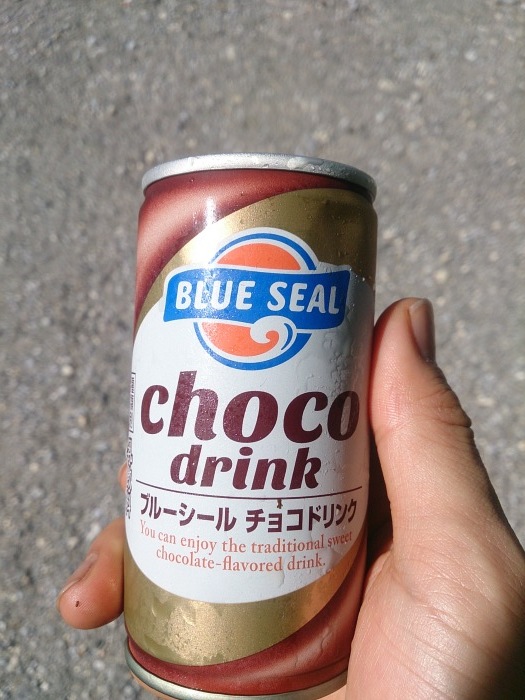 BLUE SEAL
choco
drink
ブルーシール チョコドリンク
You can enjoy the traditional sweet
chocolate-flavored drink.